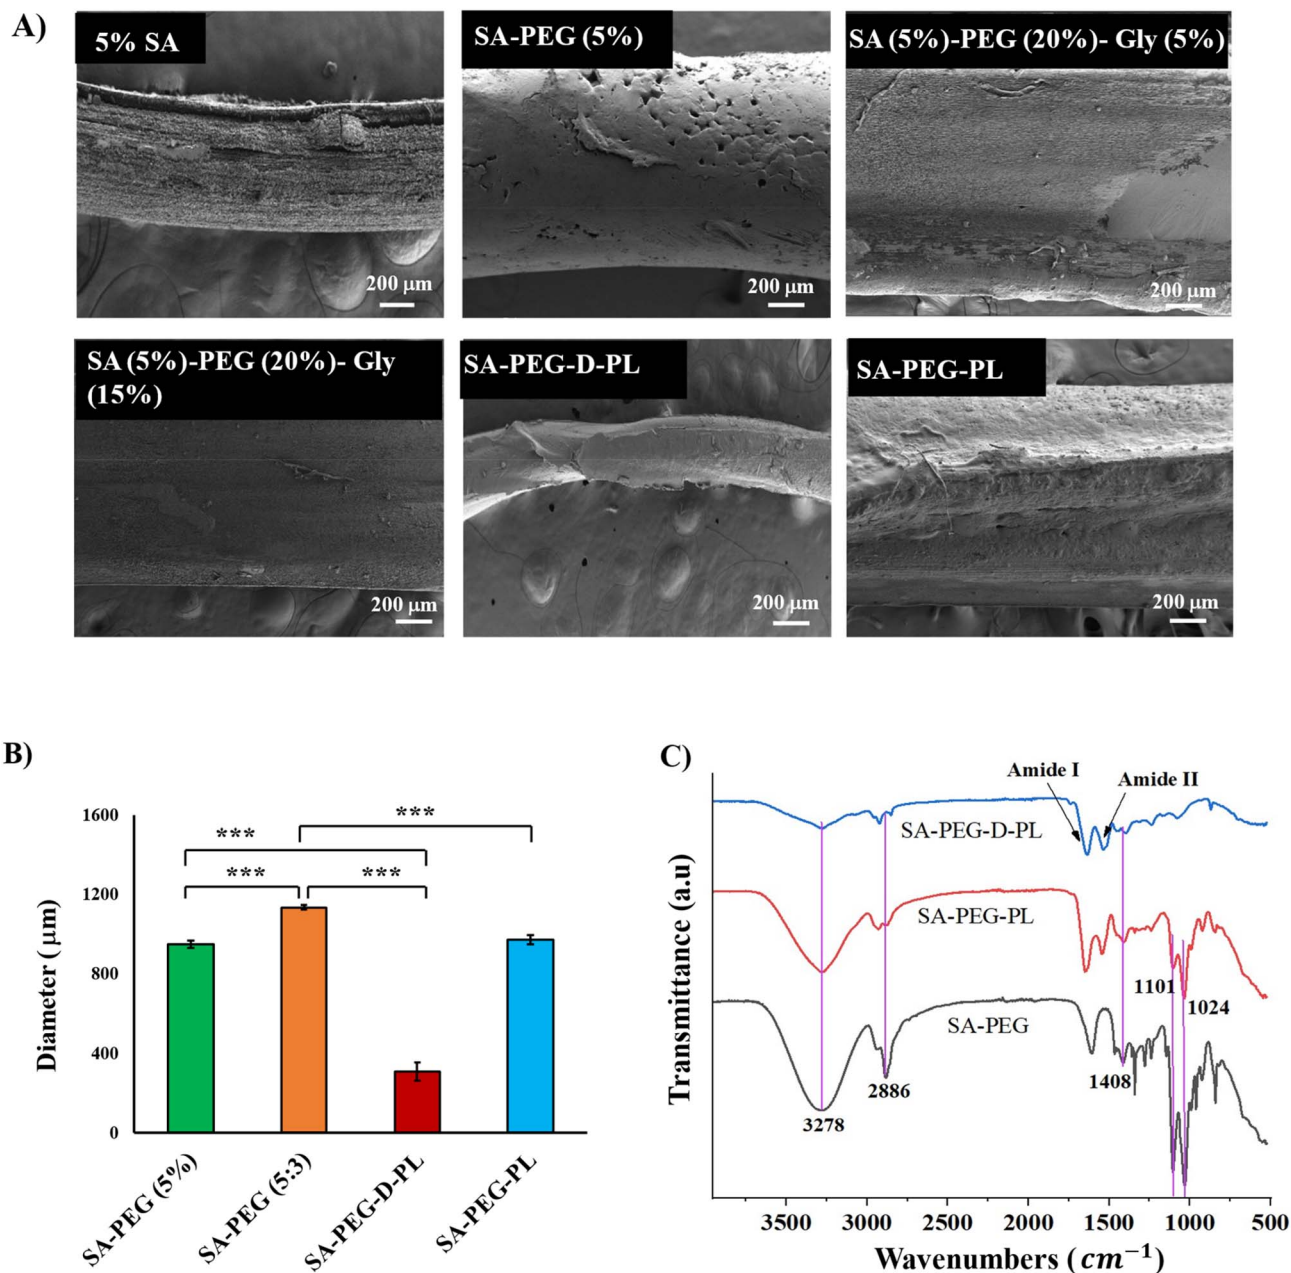 A)
5% SA
SA-PEG (5%)
SA (5%)-PEG (20%)- Gly (5%)
200 µm
200 µm
200 µm
SA (5%)-PEG (20%)- Gly
(15%)
SA-PEG-D-PL
SA-PEG-PL
200 µm
200 µm
200 µm
B)
Diameter (µm)
1600
1200
800
400
0
***
***
***
***
SA-PEG (5%)
SA-PEG (5:3)
SA-PEG-D-PL
SA-PEG-PL
C)
Transmittance (a.u)
Amide I
Amide II
SA-PEG-D-PL
SA-PEG-PL
1101
1024
SA-PEG
1408
2886
3278
3500
3000
2500
2000
1500
1000
500
Wavenumbers (cm⁻¹)